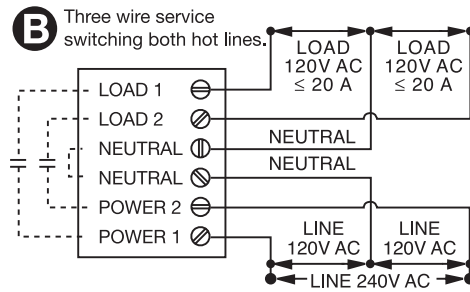 B Three wire service
switching both hot lines.
LOAD
120V AC
≤ 20 A
LOAD
120V AC
≤ 20 A
LOAD 1
LOAD 2
NEUTRAL
NEUTRAL
POWER 2
POWER 1
NEUTRAL
NEUTRAL
LINE
120V AC
LINE
120V AC
LINE 240V AC